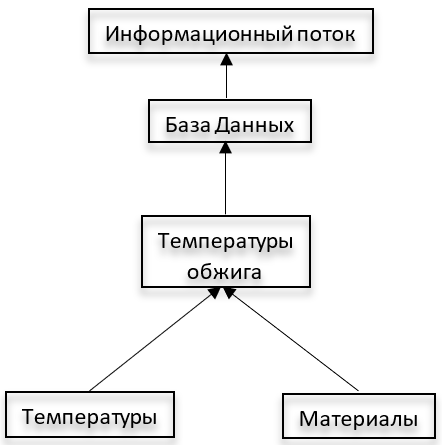 Информационный поток
База Данных
Температуры
обжига
Температуры
Материалы